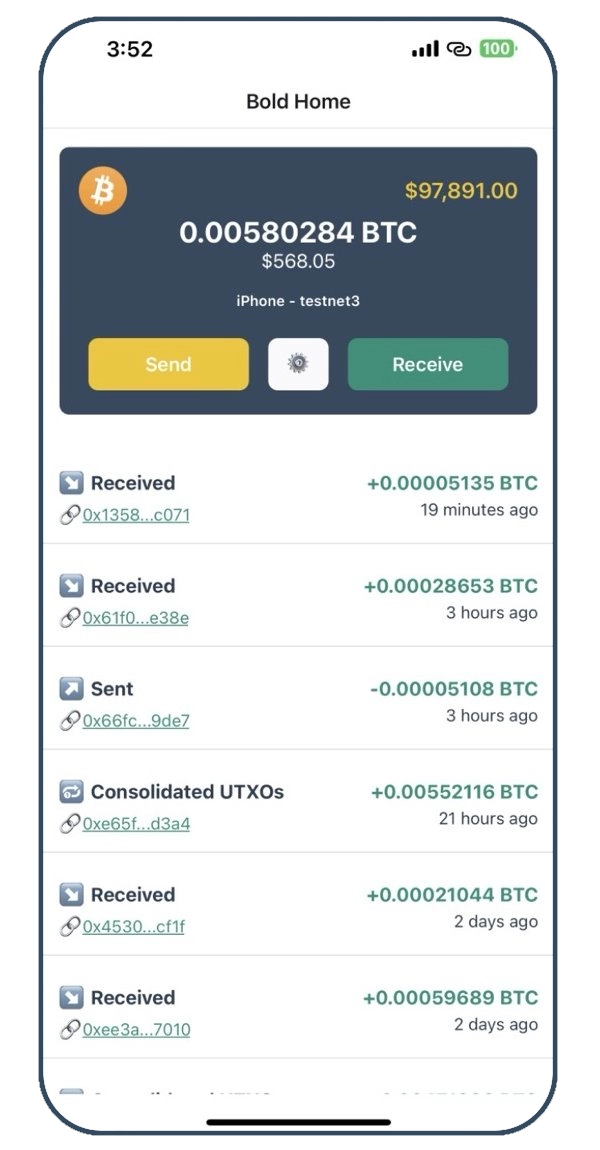 3:52
100
Bold Home
$97,891.00
0.00580284 BTC
$568.05
iPhone - testnet3
Send
Receive
Received
+0.00005135 BTC
0x1358...c071
19 minutes ago
Received
+0.00028653 BTC
0x61f0...e38e
3 hours ago
Sent
-0.00005108 BTC
0x66fc...9de7
3 hours ago
Consolidated UTXOs
+0.00552116 BTC
0xe65f...d3a4
21 hours ago
Received
+0.00021044 BTC
0x4530...cf1f
2 days ago
Received
+0.00059689 BTC
0xee3a...7010
2 days ago